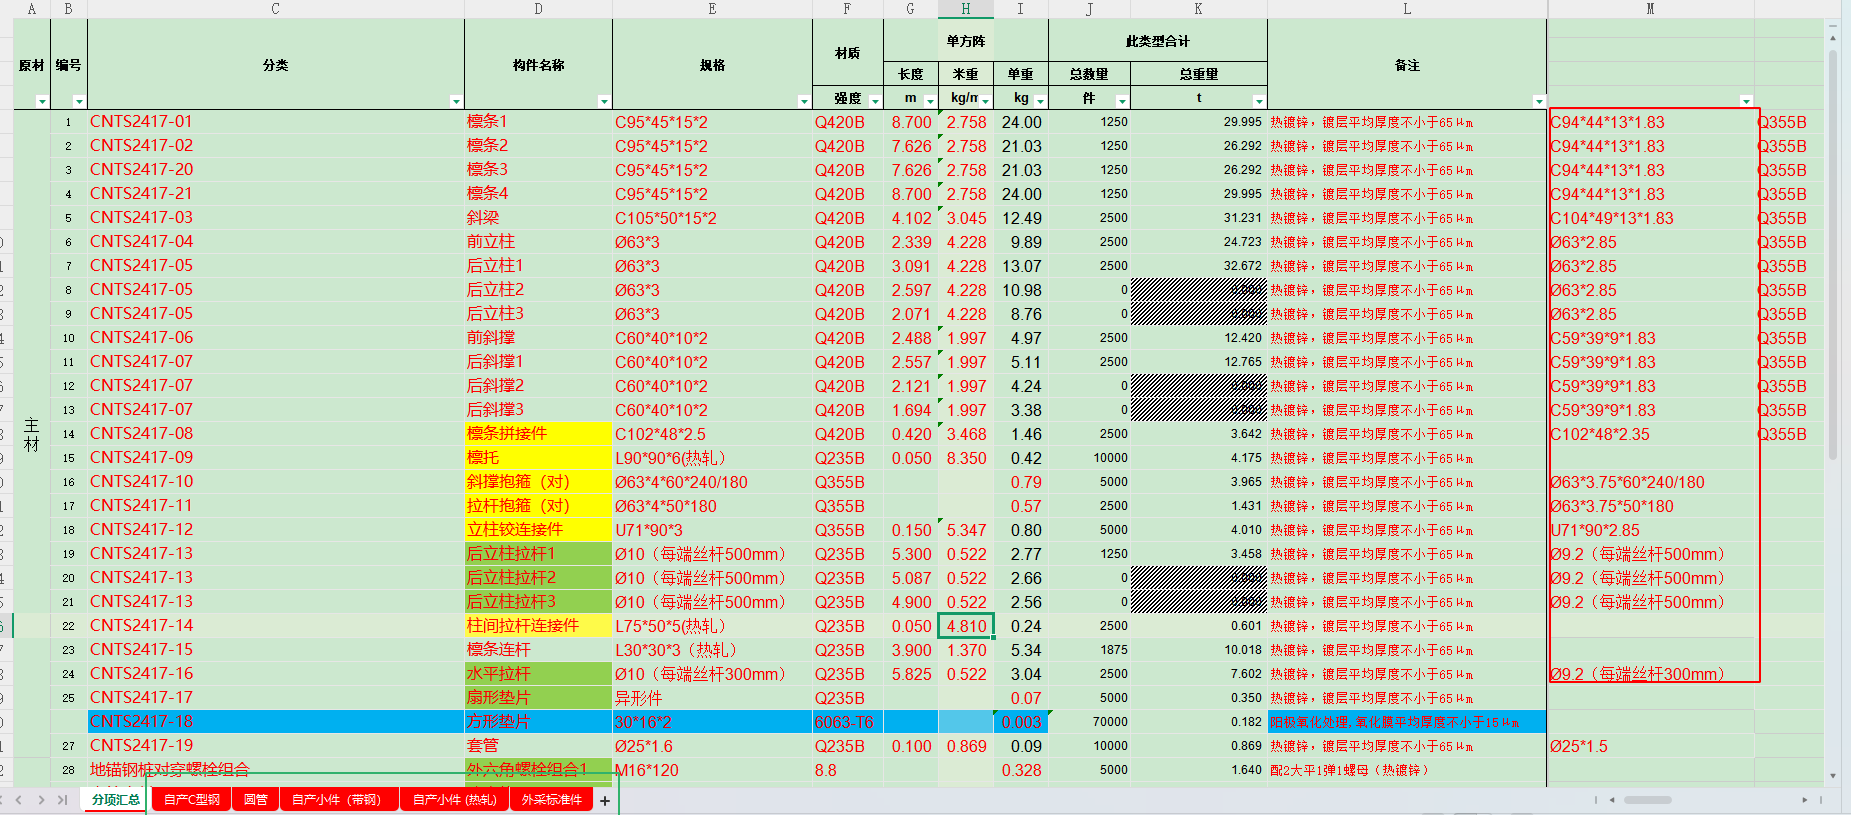 A B C D E F G H I J K L M
原材 编号 分类 构件名称 规格 材质 单方阵 此类型合计 备注
长度 米重 单重 总数量 总重量
强度 m kg/m kg 件 t
主材
1 CNTS2417-01 檩条1 C95*45*15*2 Q420B 8.700 2.758 24.00 1250 29.995 热镀锌，镀层平均厚度不小于65μm C94*44*13*1.83 Q355B
2 CNTS2417-02 檩条2 C95*45*15*2 Q420B 7.626 2.758 21.03 1250 26.292 热镀锌，镀层平均厚度不小于65μm C94*44*13*1.83 Q355B
3 CNTS2417-20 檩条3 C95*45*15*2 Q420B 7.626 2.758 21.03 1250 26.292 热镀锌，镀层平均厚度不小于65μm C94*44*13*1.83 Q355B
4 CNTS2417-21 檩条4 C95*45*15*2 Q420B 8.700 2.758 24.00 1250 29.995 热镀锌，镀层平均厚度不小于65μm C94*44*13*1.83 Q355B
5 CNTS2417-03 斜梁 C105*50*15*2 Q420B 4.102 3.045 12.49 2500 31.231 热镀锌，镀层平均厚度不小于65μm C104*49*13*1.83 Q355B
6 CNTS2417-04 前立柱 Ø63*3 Q420B 2.339 4.228 9.89 2500 24.723 热镀锌，镀层平均厚度不小于65μm Ø63*2.85 Q355B
7 CNTS2417-05 后立柱1 Ø63*3 Q420B 3.091 4.228 13.07 2500 32.672 热镀锌，镀层平均厚度不小于65μm Ø63*2.85 Q355B
8 CNTS2417-05 后立柱2 Ø63*3 Q420B 2.597 4.228 10.98 0 0.000 热镀锌，镀层平均厚度不小于65μm Ø63*2.85 Q355B
9 CNTS2417-05 后立柱3 Ø63*3 Q420B 2.071 4.228 8.76 0 0.000 热镀锌，镀层平均厚度不小于65μm Ø63*2.85 Q355B
10 CNTS2417-06 前斜撑 C60*40*10*2 Q420B 2.488 1.997 4.97 2500 12.420 热镀锌，镀层平均厚度不小于65μm C59*39*9*1.83 Q355B
11 CNTS2417-07 后斜撑1 C60*40*10*2 Q420B 2.557 1.997 5.11 2500 12.765 热镀锌，镀层平均厚度不小于65μm C59*39*9*1.83 Q355B
12 CNTS2417-07 后斜撑2 C60*40*10*2 Q420B 2.121 1.997 4.24 0 0.000 热镀锌，镀层平均厚度不小于65μm C59*39*9*1.83 Q355B
13 CNTS2417-07 后斜撑3 C60*40*10*2 Q420B 1.694 1.997 3.38 0 0.000 热镀锌，镀层平均厚度不小于65μm C59*39*9*1.83 Q355B
14 CNTS2417-08 檩条拼接件 C102*48*2.5 Q420B 0.420 3.468 1.46 2500 3.642 热镀锌，镀层平均厚度不小于65μm C102*48*2.35 Q355B
15 CNTS2417-09 檩托 L90*90*6(热轧） Q235B 0.050 8.350 0.42 10000 4.175 热镀锌，镀层平均厚度不小于65μm
16 CNTS2417-10 斜撑抱箍（对） Ø63*4*60*240/180 Q355B 0.79 5000 3.965 热镀锌，镀层平均厚度不小于65μm Ø63*3.75*60*240/180
17 CNTS2417-11 拉杆抱箍（对） Ø63*4*50*180 Q355B 0.57 2500 1.431 热镀锌，镀层平均厚度不小于65μm Ø63*3.75*50*180
18 CNTS2417-12 立柱铰连接件 U71*90*3 Q355B 0.150 5.347 0.80 5000 4.010 热镀锌，镀层平均厚度不小于65μm U71*90*2.85
19 CNTS2417-13 后立柱拉杆1 Ø10（每端丝杆500mm） Q235B 5.300 0.522 2.77 1250 3.458 热镀锌，镀层平均厚度不小于65μm Ø9.2（每端丝杆500mm）
20 CNTS2417-13 后立柱拉杆2 Ø10（每端丝杆500mm） Q235B 5.087 0.522 2.66 0 0.000 热镀锌，镀层平均厚度不小于65μm Ø9.2（每端丝杆500mm）
21 CNTS2417-13 后立柱拉杆3 Ø10（每端丝杆500mm） Q235B 4.900 0.522 2.56 0 0.000 热镀锌，镀层平均厚度不小于65μm Ø9.2（每端丝杆500mm）
22 CNTS2417-14 柱间拉杆连接件 L75*50*5(热轧） Q235B 0.050 4.810 0.24 2500 0.601 热镀锌，镀层平均厚度不小于65μm
23 CNTS2417-15 檩条连杆 L30*30*3（热轧） Q235B 3.900 1.370 5.34 1875 10.018 热镀锌，镀层平均厚度不小于65μm
24 CNTS2417-16 水平拉杆 Ø10（每端丝杆300mm） Q235B 5.825 0.522 3.04 2500 7.602 热镀锌，镀层平均厚度不小于65μm Ø9.2（每端丝杆300mm）
25 CNTS2417-17 扇形垫片 异形件 Q235B 0.07 5000 0.350 热镀锌，镀层平均厚度不小于65μm
CNTS2417-18 方形垫片 30*16*2 6063-T6 0.003 70000 0.182 阳极氧化处理,氧化膜平均厚度不小于15μm
27 CNTS2417-19 套管 Ø25*1.6 Q235B 0.100 0.869 0.09 10000 0.869 热镀锌，镀层平均厚度不小于65μm Ø25*1.5
28 地锚钢桩对穿螺栓组合 外六角螺栓组合1 M16*120 8.8 0.328 5000 1.640 配2大平1弹1螺母（热镀锌）
分项汇总 自产C型钢 圆管 自产小件（带钢） 自产小件 (热轧) 外采标准件 +